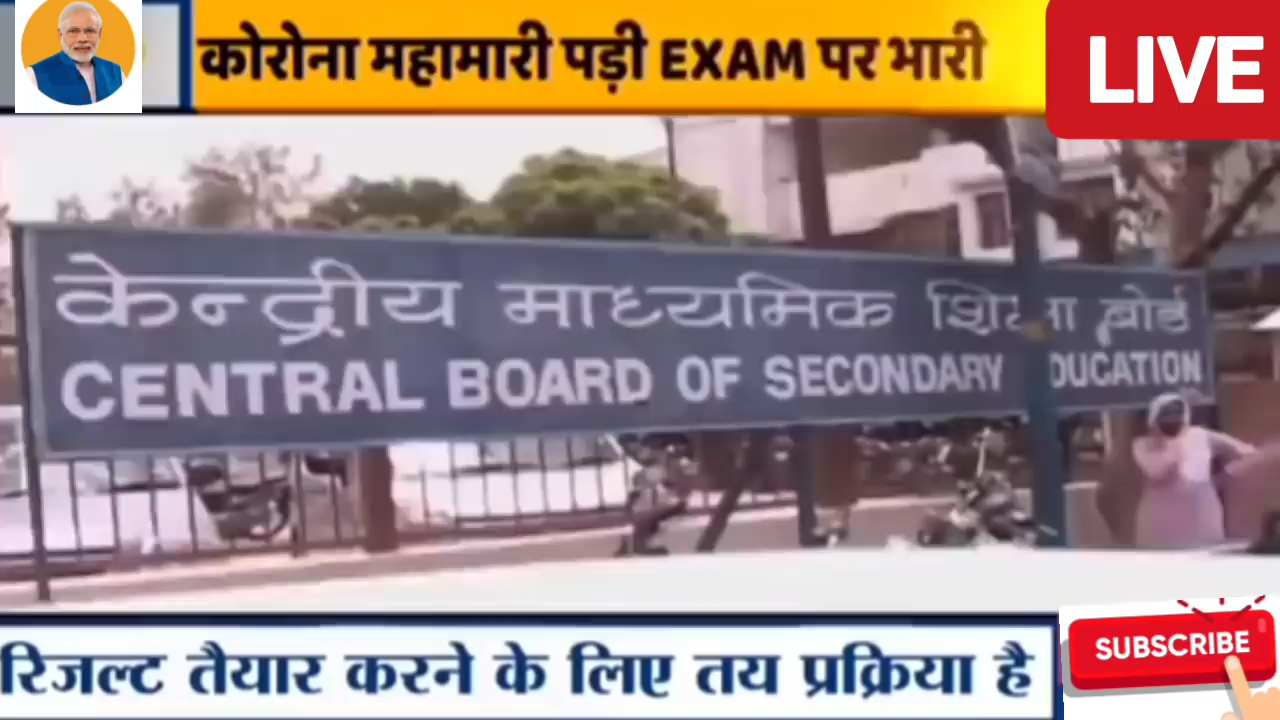 कोरोना महामारी पड़ी EXAM पर भारी
LIVE
केन्द्रीय माध्यमिक शिक्षा बोर्ड
CENTRAL BOARD OF SECONDARY
रिजल्ट तैयार करने के लिए तय प्रक्रिया है
SUBSCRIBE